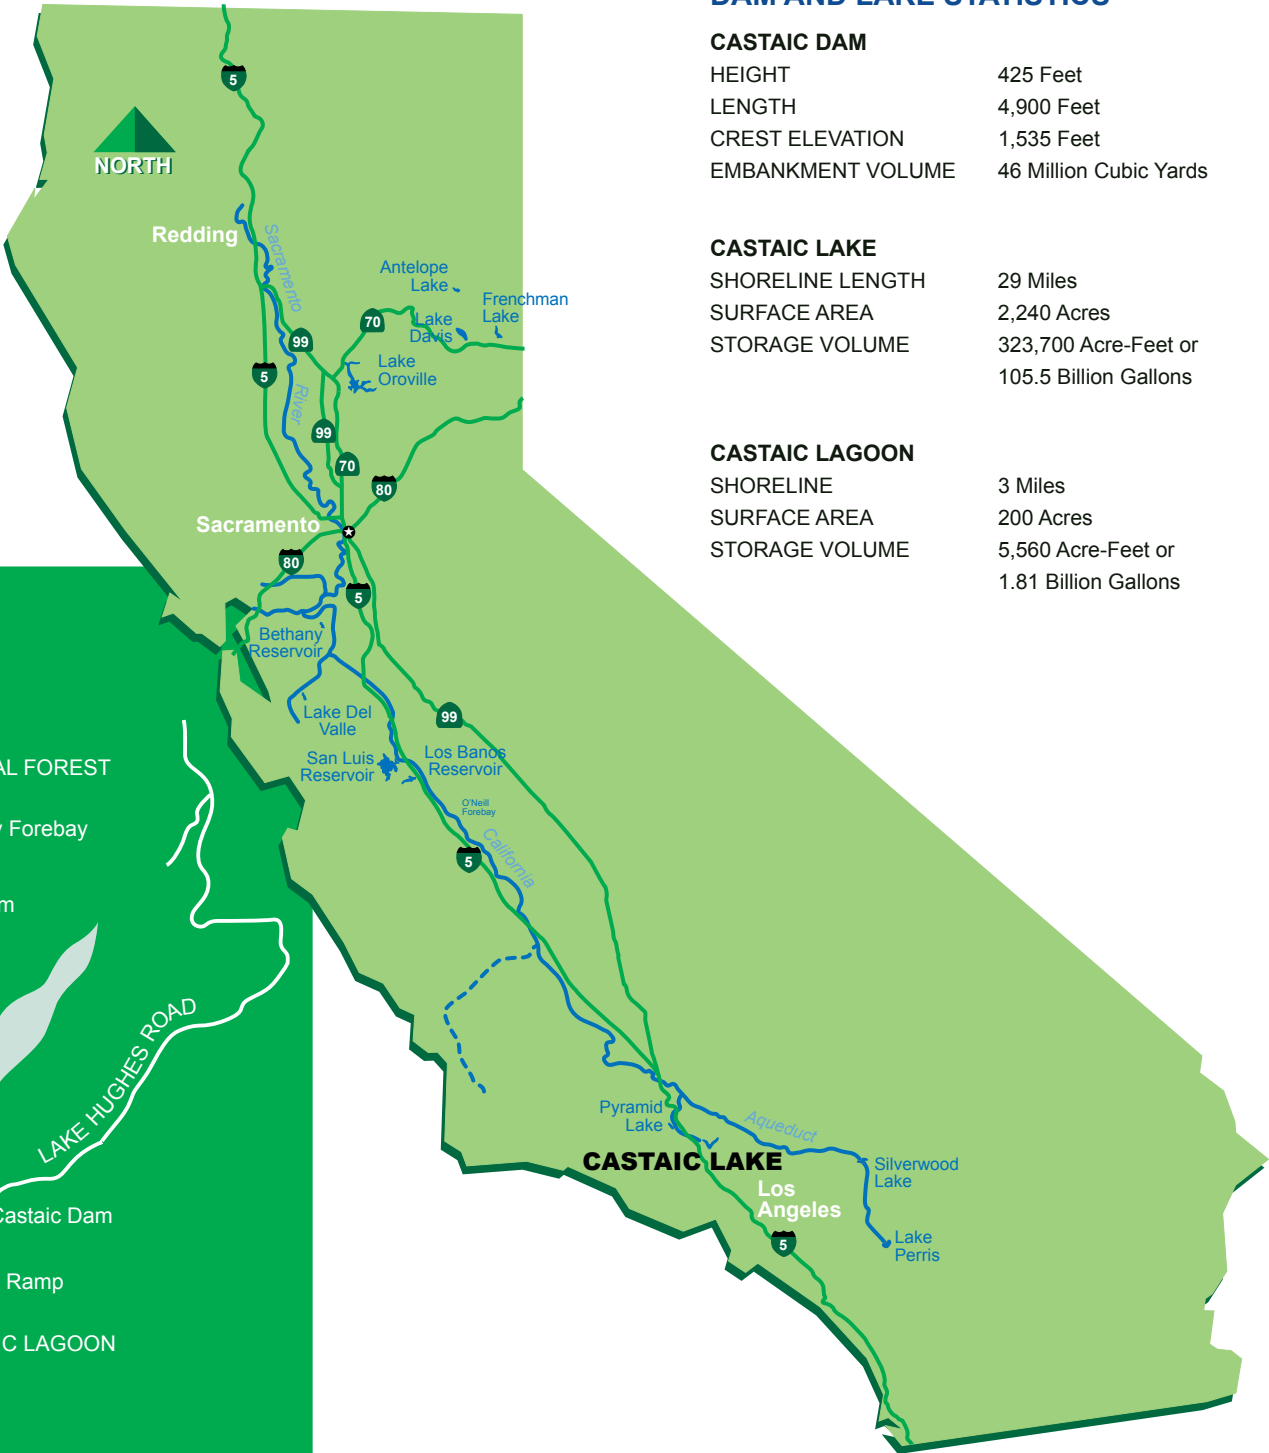 DAM AND LAKE STATISTICS
CASTAIC DAM
HEIGHT 425 Feet
LENGTH 4,900 Feet
CREST ELEVATION 1,535 Feet
EMBANKMENT VOLUME 46 Million Cubic Yards
CASTAIC LAKE
SHORELINE LENGTH 29 Miles
SURFACE AREA 2,240 Acres
STORAGE VOLUME 323,700 Acre-Feet or
105.5 Billion Gallons
CASTAIC LAGOON
SHORELINE 3 Miles
SURFACE AREA 200 Acres
STORAGE VOLUME 5,560 Acre-Feet or
1.81 Billion Gallons
5
NORTH
Redding
Sacramento
River
Antelope
Lake
Frenchman
Lake
70
Lake
Davis
99
5
Lake
Oroville
99
70
80
Sacramento
80
5
Bethany
Reservoir
Lake Del
Valle
99
San Luis
Reservoir
Los Banos
Reservoir
O'Neill
Forebay
California
5
Pyramid
Lake
Aqueduct
CASTAIC LAKE
Silverwood
Lake
Los
Angeles
5
Lake
Perris
AL FOREST
y Forebay
m
LAKE HUGHES ROAD
Castaic Dam
Ramp
C LAGOON